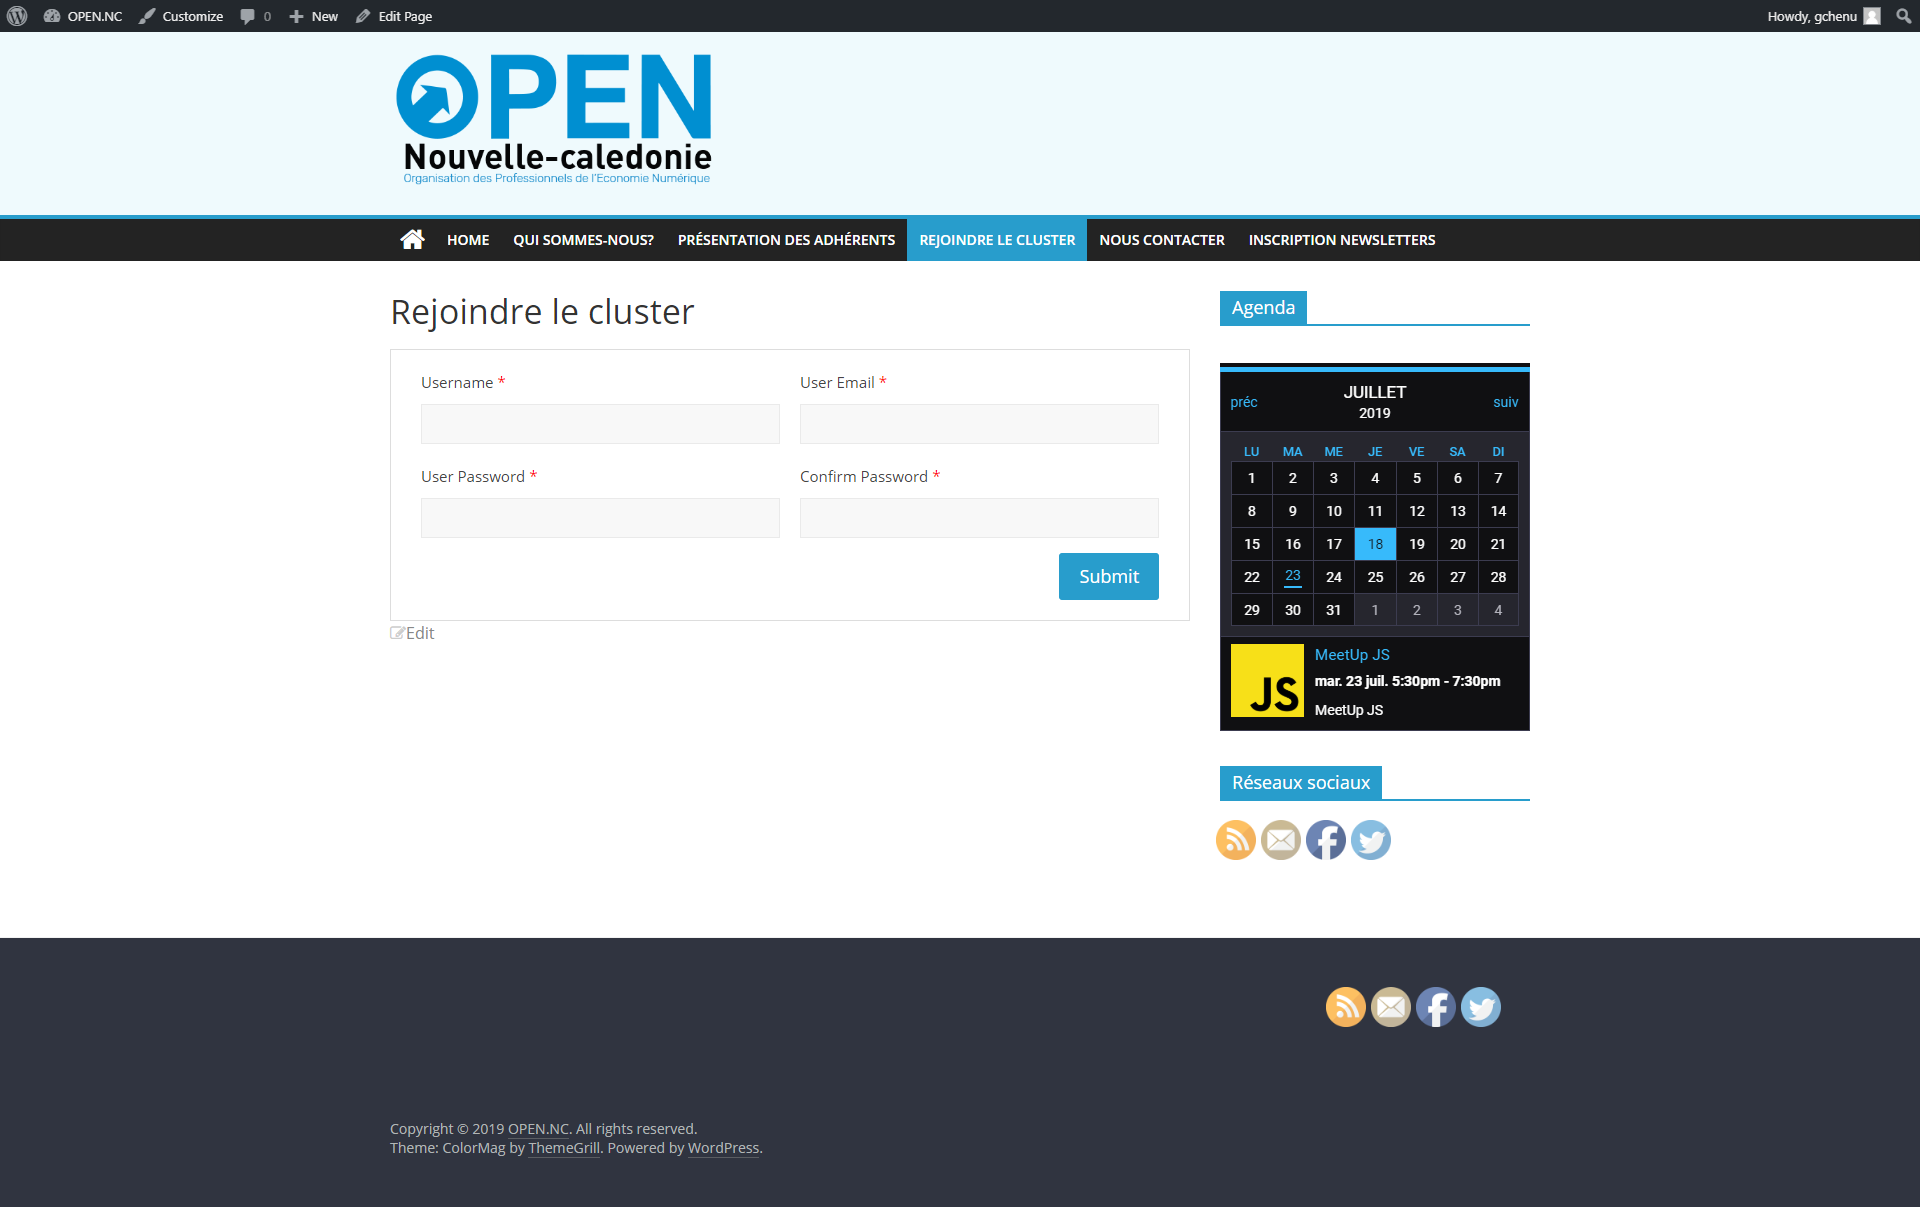 OPEN.NC Customize 0 New Edit Page Howdy, gchenu
OPEN
Nouvelle-caledonie
Organisation des Professionnels de l'Economie Numérique
HOME QUI SOMMES-NOUS? PRÉSENTATION DES ADHÉRENTS REJOINDRE LE CLUSTER NOUS CONTACTER INSCRIPTION NEWSLETTERS
Rejoindre le cluster
Username * User Email *
User Password * Confirm Password *
Submit
Edit
Agenda
préc JUILLET suiv
2019
LU MA ME JE VE SA DI
1 2 3 4 5 6 7
8 9 10 11 12 13 14
15 16 17 18 19 20 21
22 23 24 25 26 27 28
29 30 31 1 2 3 4
JS
MeetUp JS
mar. 23 juil. 5:30pm - 7:30pm
MeetUp JS
Réseaux sociaux
Copyright © 2019 OPEN.NC. All rights reserved.
Theme: ColorMag by ThemeGrill. Powered by WordPress.